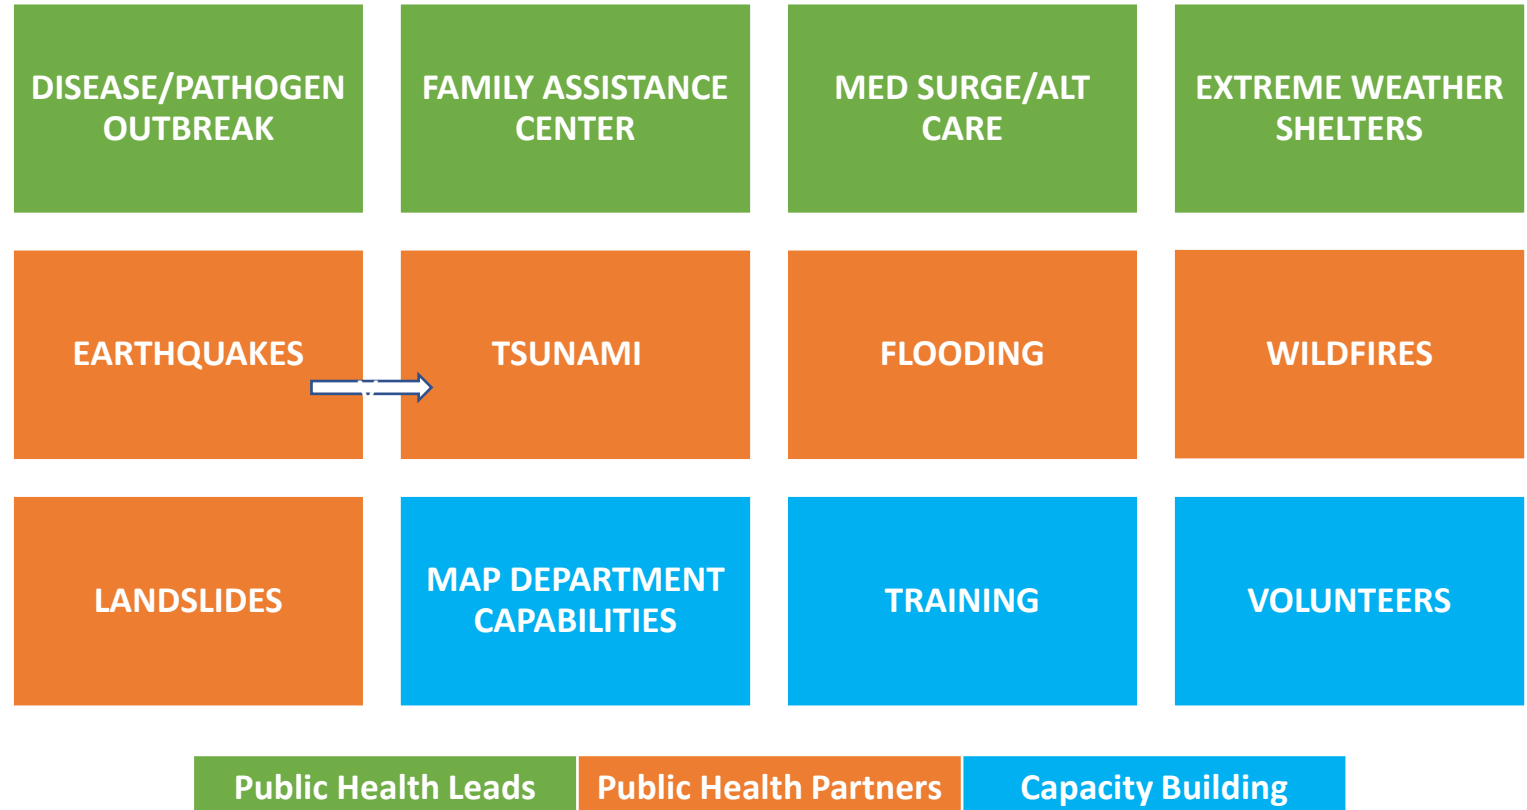 DISEASE/PATHOGEN
OUTBREAK
FAMILY ASSISTANCE
CENTER
MED SURGE/ALT
CARE
EXTREME WEATHER
SHELTERS
EARTHQUAKES
TSUNAMI
FLOODING
WILDFIRES
LANDSLIDES
MAP DEPARTMENT
CAPABILITIES
TRAINING
VOLUNTEERS
Public Health Leads
Public Health Partners
Capacity Building